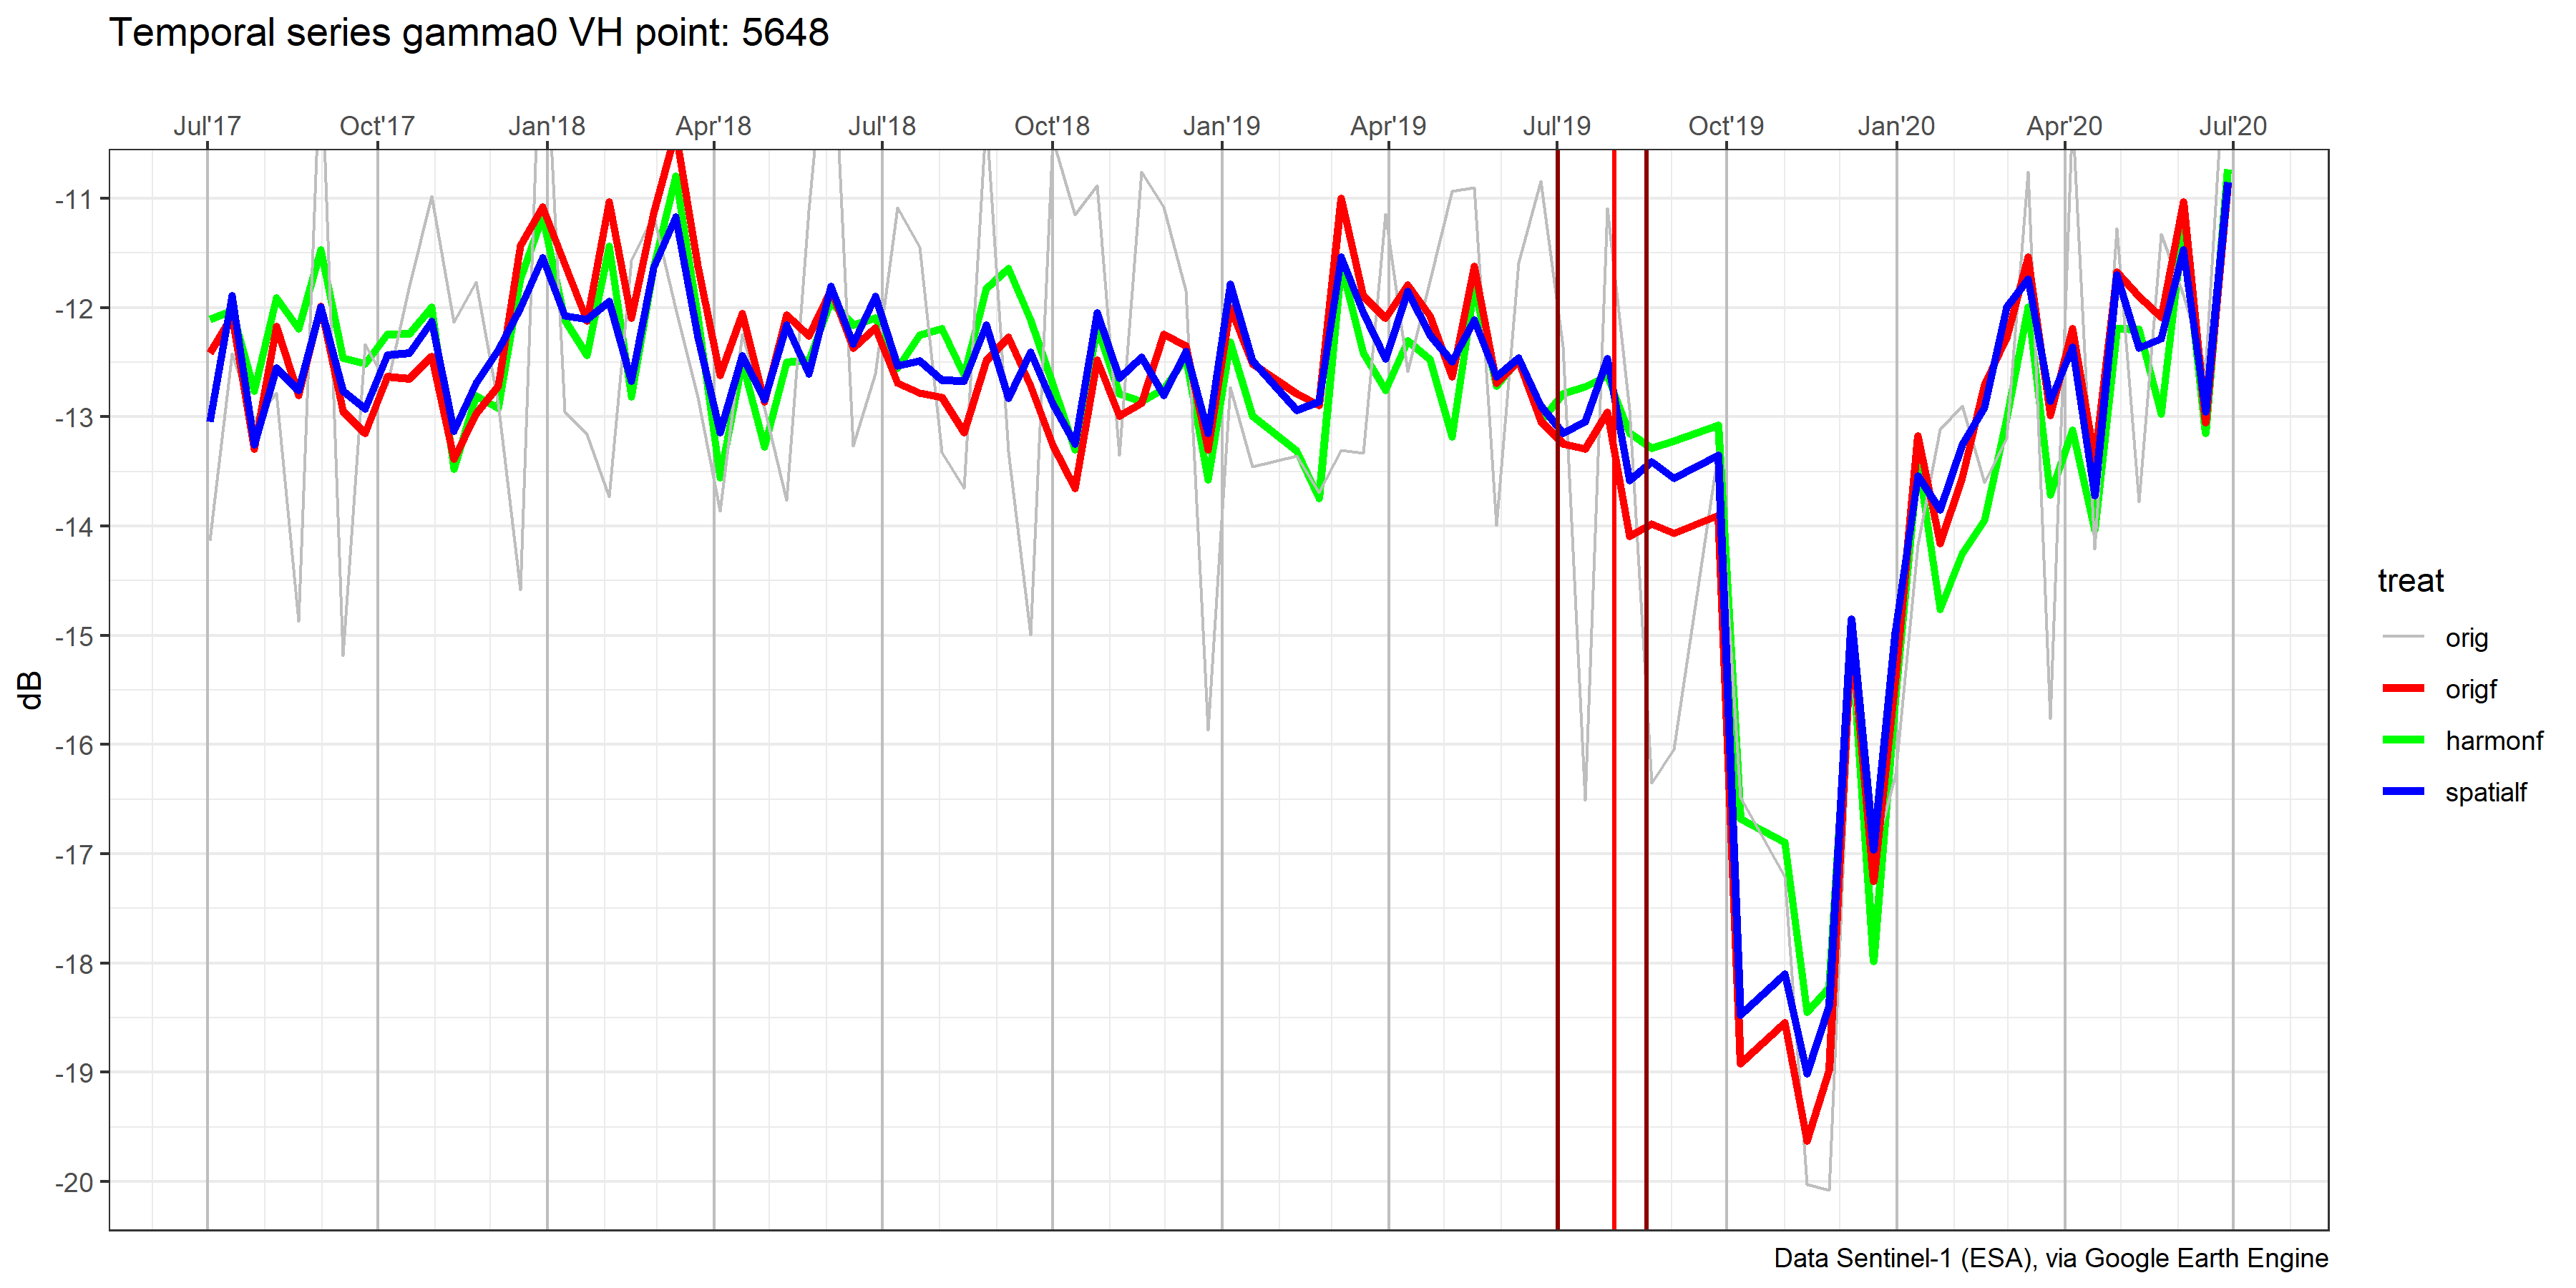 Temporal series gamma0 VH point: 5648
Jul'17 Oct'17 Jan'18 Apr'18 Jul'18 Oct'18 Jan'19 Apr'19 Jul'19 Oct'19 Jan'20 Apr'20 Jul'20
-11
-12
-13
-14
-15
-16
-17
-18
-19
-20
dB
treat
orig
origf
harmonf
spatialf
Data Sentinel-1 (ESA), via Google Earth Engine